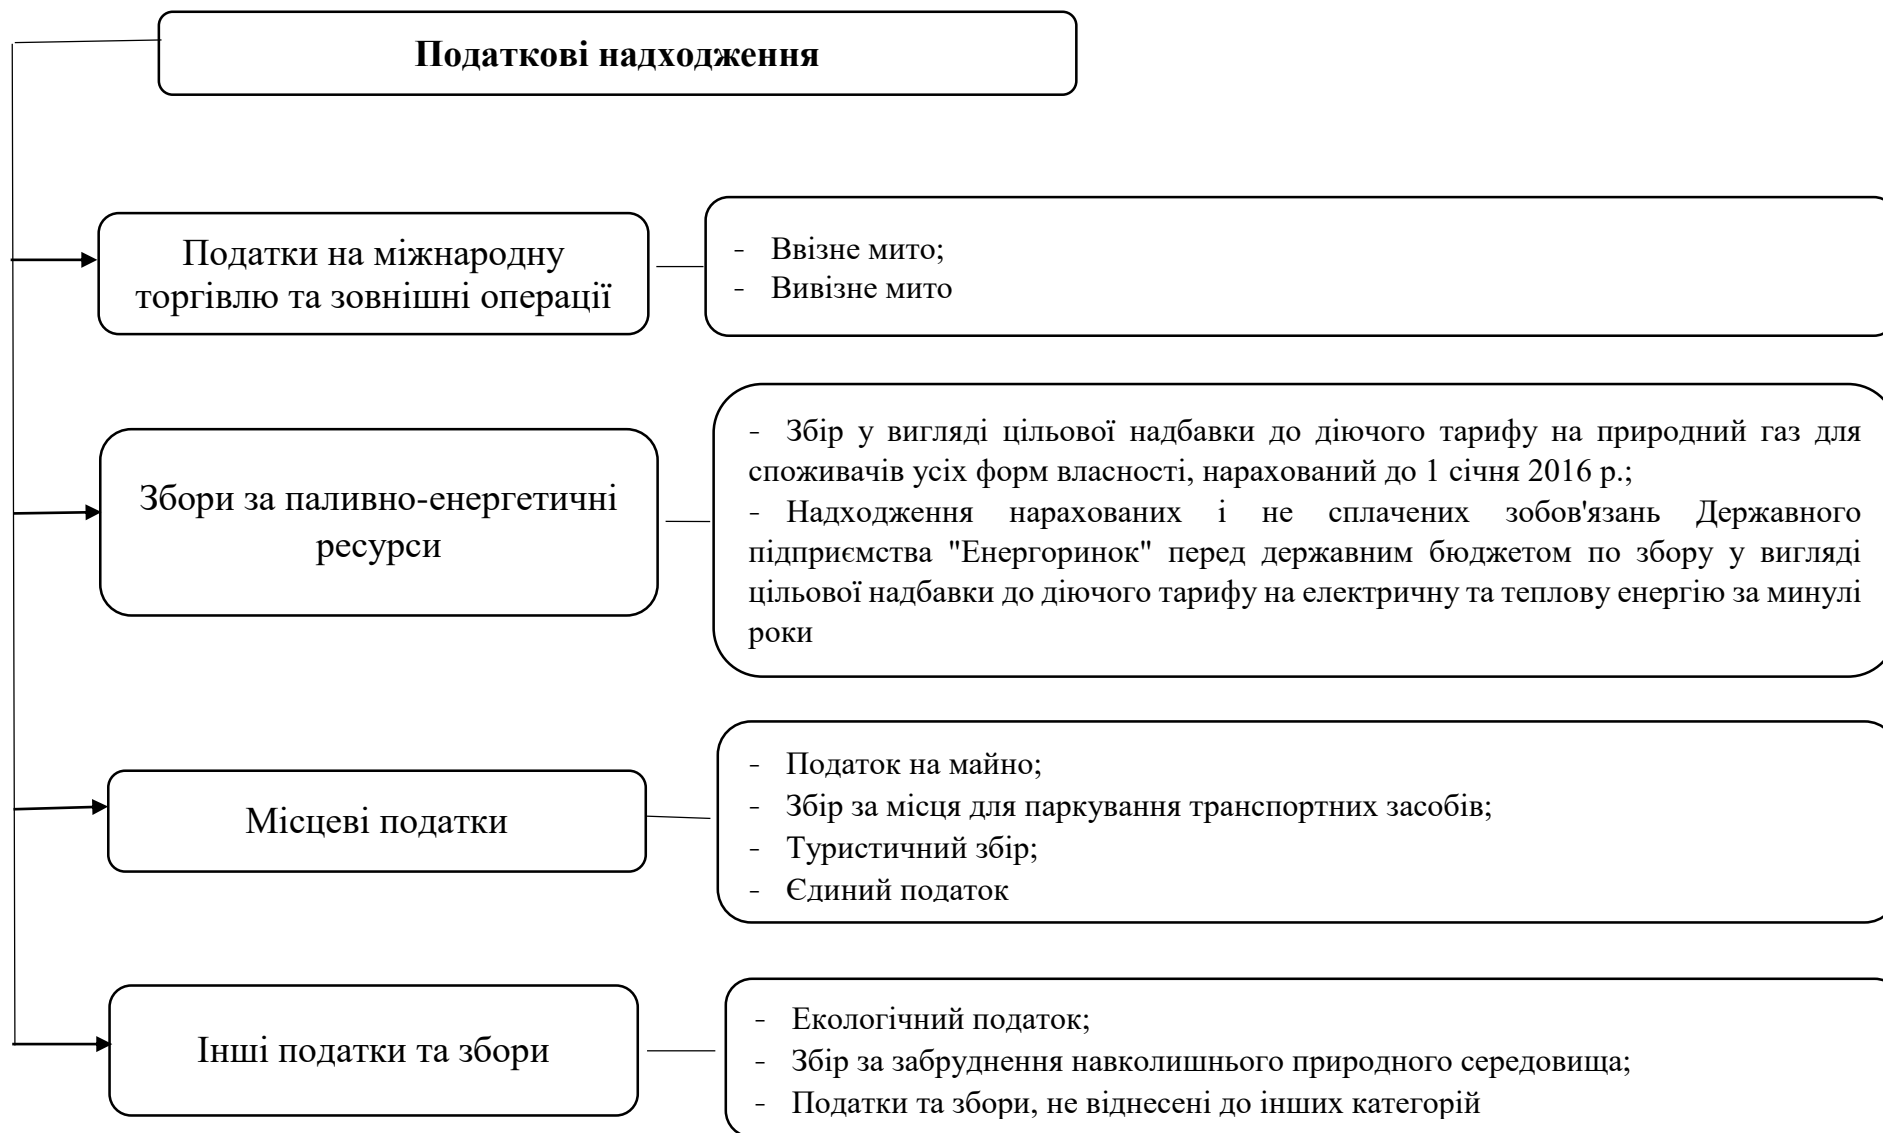 Податкові надходження
Податки на міжнародну
торгівлю та зовнішні операції
- Ввізне мито;
- Вивізне мито
Збори за паливно-енергетичні
ресурси
- Збір у вигляді цільової надбавки до діючого тарифу на природний газ для
споживачів усіх форм власності, нарахований до 1 січня 2016 р.;
- Надходження нарахованих і не сплачених зобов'язань Державного
підприємства "Енергоринок" перед державним бюджетом по збору у вигляді
цільової надбавки до діючого тарифу на електричну та теплову енергію за минулі
роки
Місцеві податки
- Податок на майно;
- Збір за місця для паркування транспортних засобів;
- Туристичний збір;
- Єдиний податок
Інші податки та збори
- Екологічний податок;
- Збір за забруднення навколишнього природного середовища;
- Податки та збори, не віднесені до інших категорій